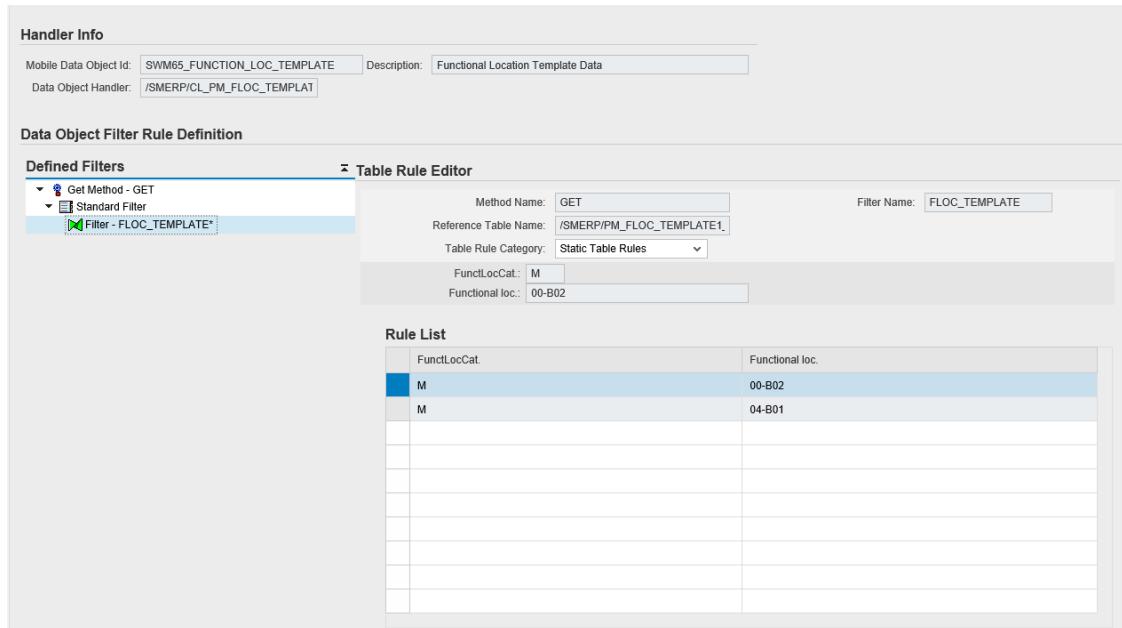 Handler Info
Mobile Data Object Id: SWM65_FUNCTION_LOC_TEMPLATE Description: Functional Location Template Data
Data Object Handler: /SMERP/CL_PM_FLOC_TEMPLAT
Data Object Filter Rule Definition
Defined Filters
Get Method - GET
Standard Filter
Filter - FLOC_TEMPLATE*
Table Rule Editor
Method Name: GET Filter Name: FLOC_TEMPLATE
Reference Table Name: /SMERP/PM_FLOC_TEMPLATE1_
Table Rule Category: Static Table Rules
FunctLocCat.: M
Functional loc.: 00-B02
Rule List
FunctLocCat. Functional loc.
M 00-B02
M 04-B01